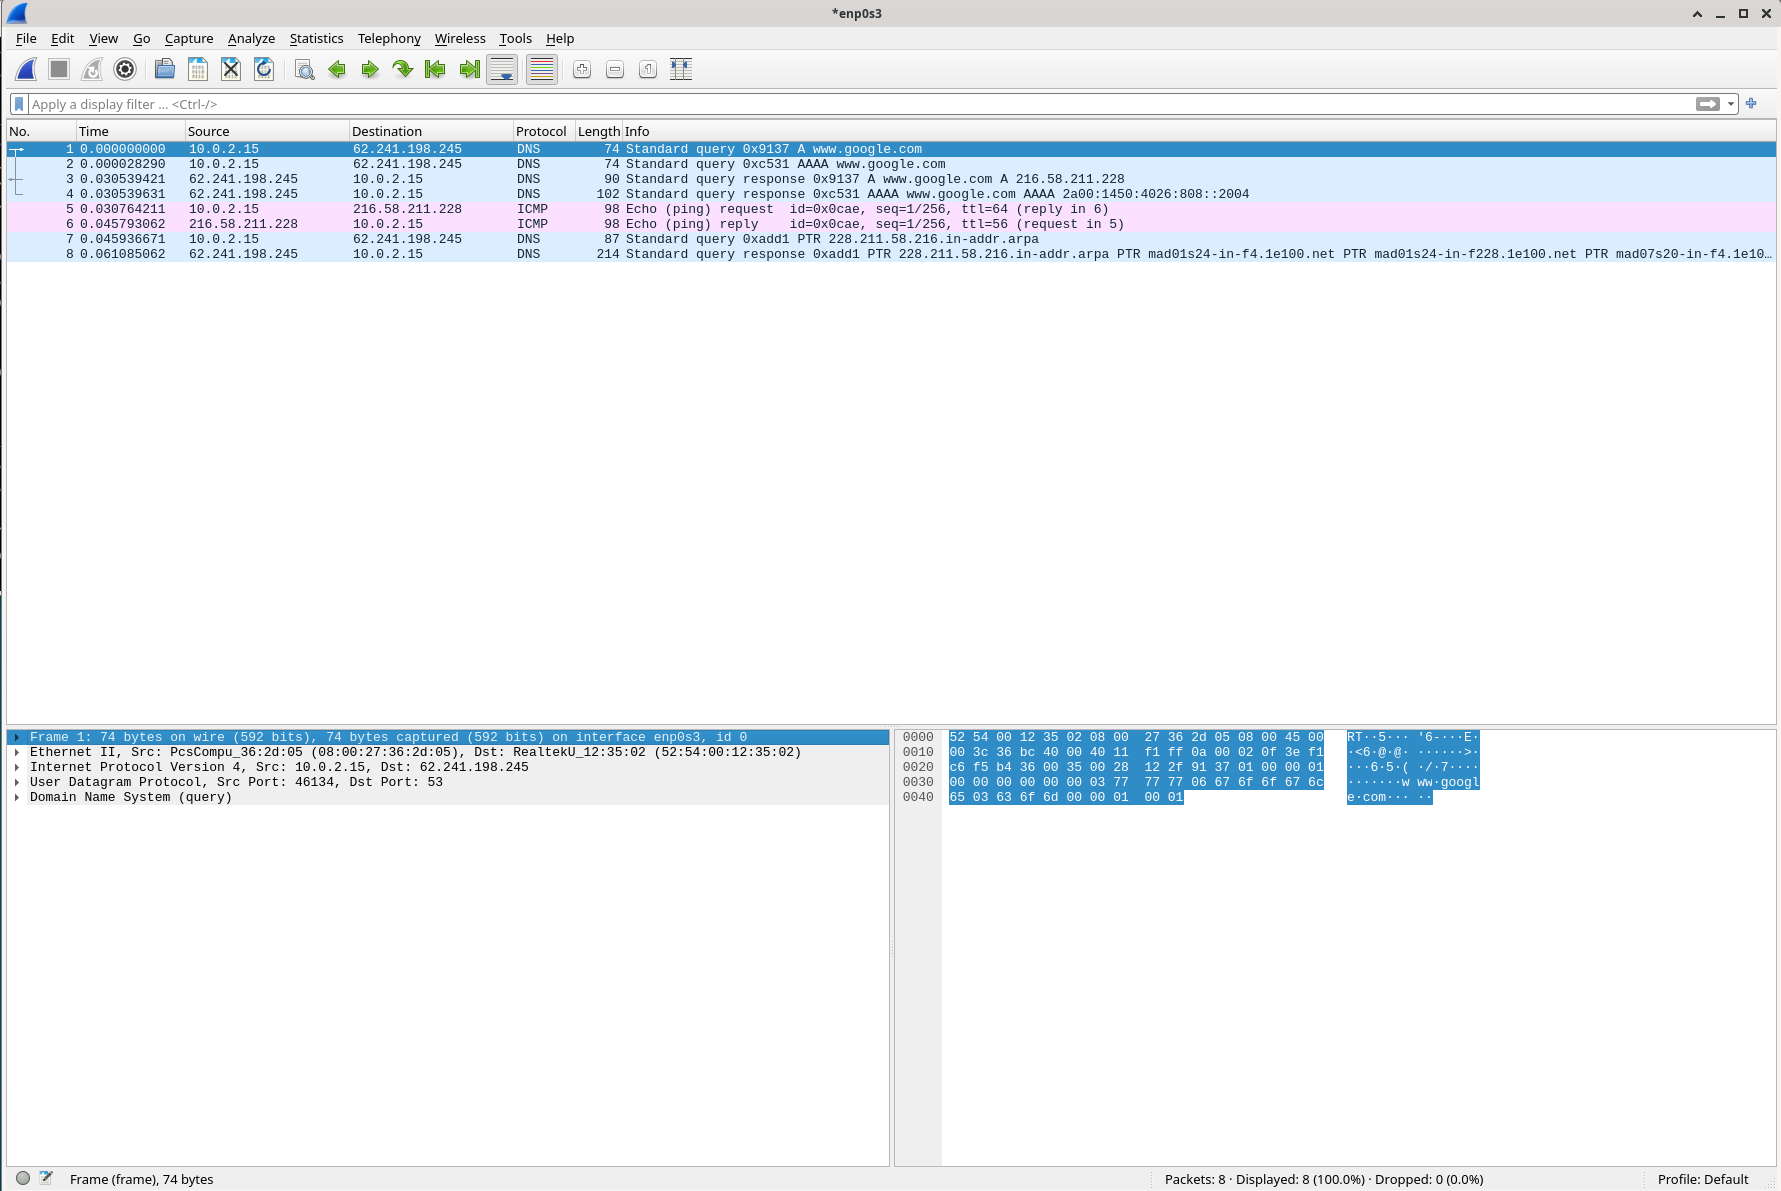 *enp0s3
File Edit View Go Capture Analyze Statistics Telephony Wireless Tools Help
Apply a display filter ... <Ctrl-/>
No. Time Source Destination Protocol Length Info
1 0.000000000 10.0.2.15 62.241.198.245 DNS 74 Standard query 0x9137 A www.google.com
2 0.000028290 10.0.2.15 62.241.198.245 DNS 74 Standard query 0xc531 AAAA www.google.com
3 0.030539421 62.241.198.245 10.0.2.15 DNS 90 Standard query response 0x9137 A www.google.com A 216.58.211.228
4 0.030539631 62.241.198.245 10.0.2.15 DNS 102 Standard query response 0xc531 AAAA www.google.com AAAA 2a00:1450:4026:808::2004
5 0.030764211 10.0.2.15 216.58.211.228 ICMP 98 Echo (ping) request id=0x0cae, seq=1/256, ttl=64 (reply in 6)
6 0.045793062 216.58.211.228 10.0.2.15 ICMP 98 Echo (ping) reply id=0x0cae, seq=1/256, ttl=56 (request in 5)
7 0.045936671 10.0.2.15 62.241.198.245 DNS 87 Standard query 0xadd1 PTR 228.211.58.216.in-addr.arpa
8 0.061085062 62.241.198.245 10.0.2.15 DNS 214 Standard query response 0xadd1 PTR 228.211.58.216.in-addr.arpa PTR mad01s24-in-f4.1e100.net PTR mad01s24-in-f228.1e100.net PTR mad07s20-in-f4.1e10…
Frame 1: 74 bytes on wire (592 bits), 74 bytes captured (592 bits) on interface enp0s3, id 0
Ethernet II, Src: PcsCompu_36:2d:05 (08:00:27:36:2d:05), Dst: RealtekU_12:35:02 (52:54:00:12:35:02)
Internet Protocol Version 4, Src: 10.0.2.15, Dst: 62.241.198.245
User Datagram Protocol, Src Port: 46134, Dst Port: 53
Domain Name System (query)
0000 52 54 00 12 35 02 08 00 27 36 2d 05 08 00 45 00 RT··5··· '6-···E·
0010 00 3c 36 bc 40 00 40 11 f1 ff 0a 00 02 0f 3e f1 ·<6·@·@· ······>·
0020 c6 f5 b4 36 00 35 00 28 12 2f 91 37 01 00 00 01 ···6·5·( ·/·7····
0030 00 00 00 00 00 00 03 77 77 77 06 67 6f 6f 67 6c ·······w ww·googl
0040 65 03 63 6f 6d 00 00 01 00 01 e·com··· ··
Frame (frame), 74 bytes
Packets: 8 · Displayed: 8 (100.0%) · Dropped: 0 (0.0%)
Profile: Default